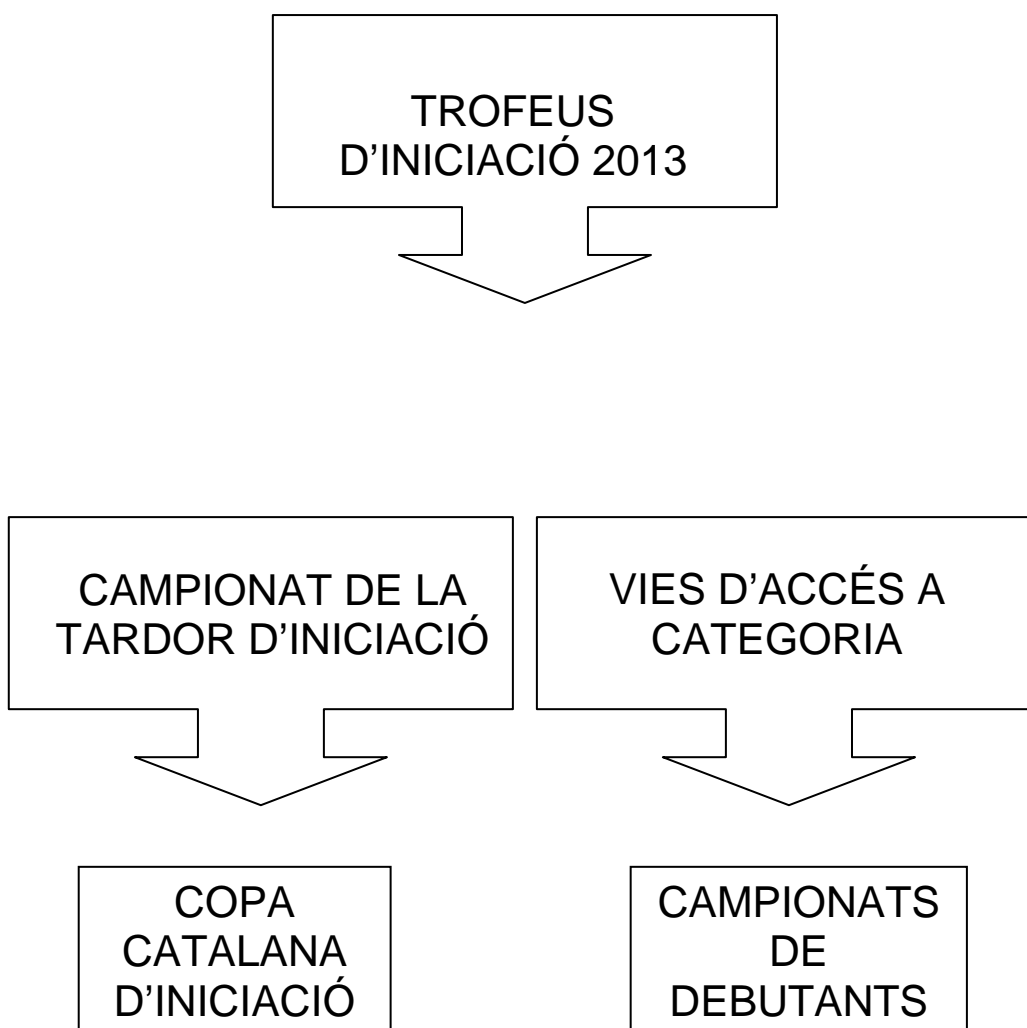 TROFEUS
D'INICIACIÓ 2013
CAMPIONAT DE LA
TARDOR D'INICIACIÓ
VIES D'ACCÉS A
CATEGORIA
COPA
CATALANA
D'INICIACIÓ
CAMPIONATS
DE
DEBUTANTS